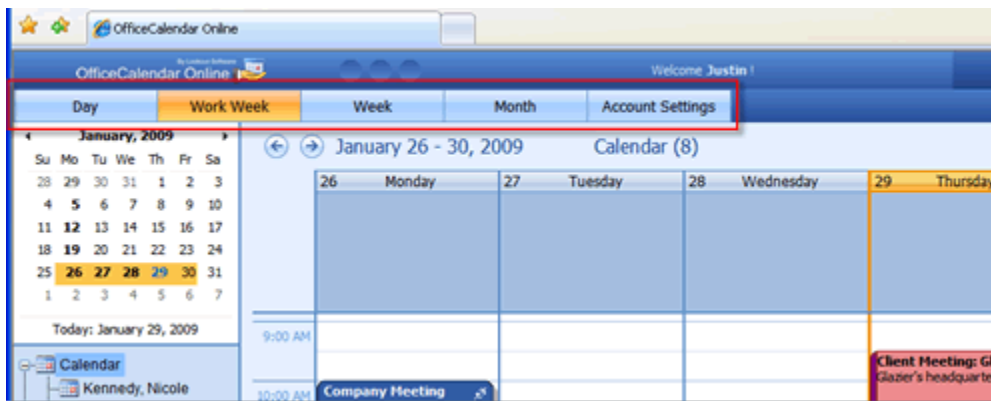 OfficeCalendar Online
By Lookout Software
OfficeCalendar Online
Welcome Justin !
Day Work Week Week Month Account Settings
January, 2009
January 26 - 30, 2009 Calendar (8)
Su Mo Tu We Th Fr Sa
28 29 30 31 1 2 3
4 5 6 7 8 9 10
11 12 13 14 15 16 17
18 19 20 21 22 23 24
25 26 27 28 29 30 31
1 2 3 4 5 6 7
26 Monday 27 Tuesday 28 Wednesday 29 Thursday
Today: January 29, 2009
9:00 AM
Calendar
Client Meeting: Gl
Glazier's headquarte
Kennedy, Nicole
10:00 AM Company Meeting